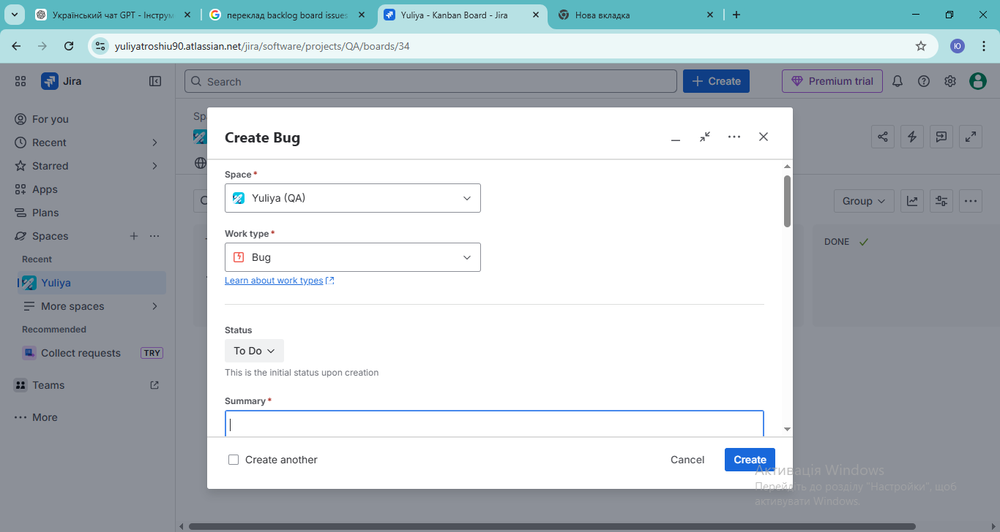 Український чат GPT - Інструм
переклад backlog board issues
Yuliya - Kanban Board - Jira
Нова вкладка
yuliyatroshiu90.atlassian.net/jira/software/projects/QA/boards/34
Ю
Jira
Search
Create
Premium trial
For you
Recent
Starred
Apps
Plans
Spaces
Recent
Yuliya
More spaces
Recommended
Collect requests
TRY
Teams
More
Sp
Group
DONE
Create Bug
Space *
Yuliya (QA)
Work type *
Bug
Learn about work types
Status
To Do
This is the initial status upon creation
Summary *
Create another
Cancel
Create
Активація Windows
Перейдіть до розділу "Настройки", щоб
активувати Windows.